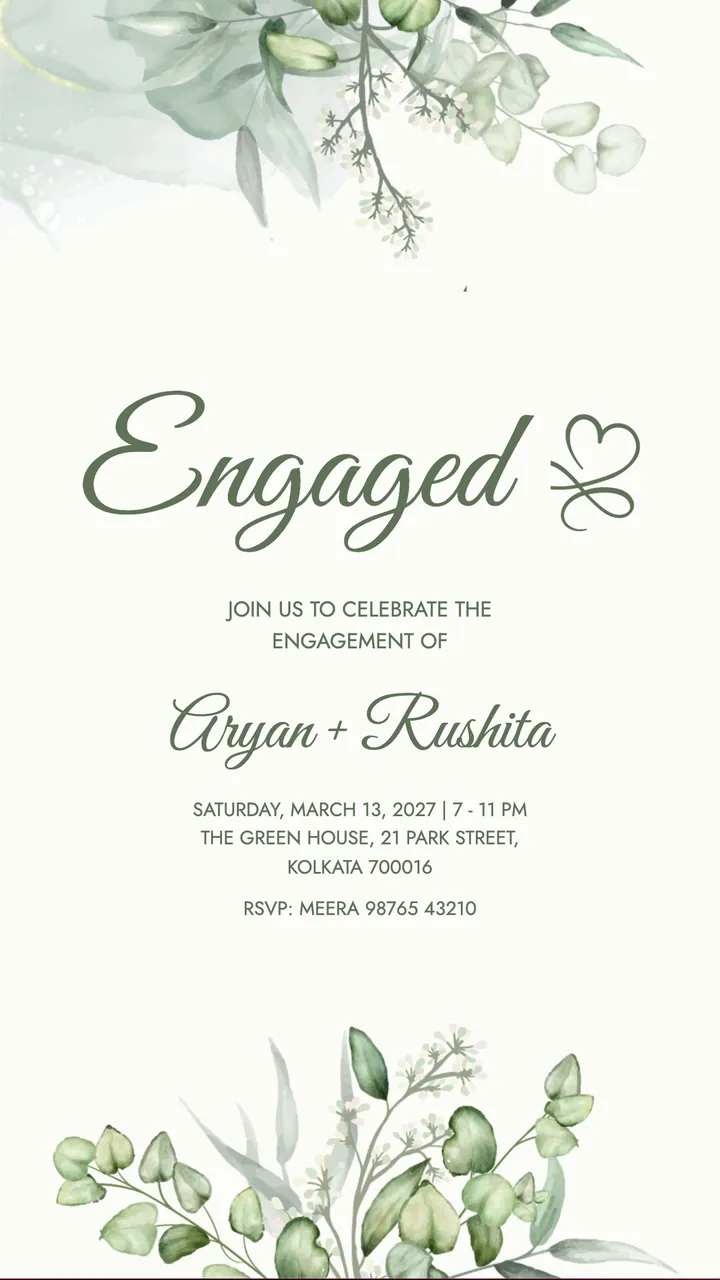 Engaged
JOIN US TO CELEBRATE THE
ENGAGEMENT OF
Aryan + Rushita
SATURDAY, MARCH 13, 2027 | 7 - 11 PM
THE GREEN HOUSE, 21 PARK STREET,
KOLKATA 700016
RSVP: MEERA 98765 43210